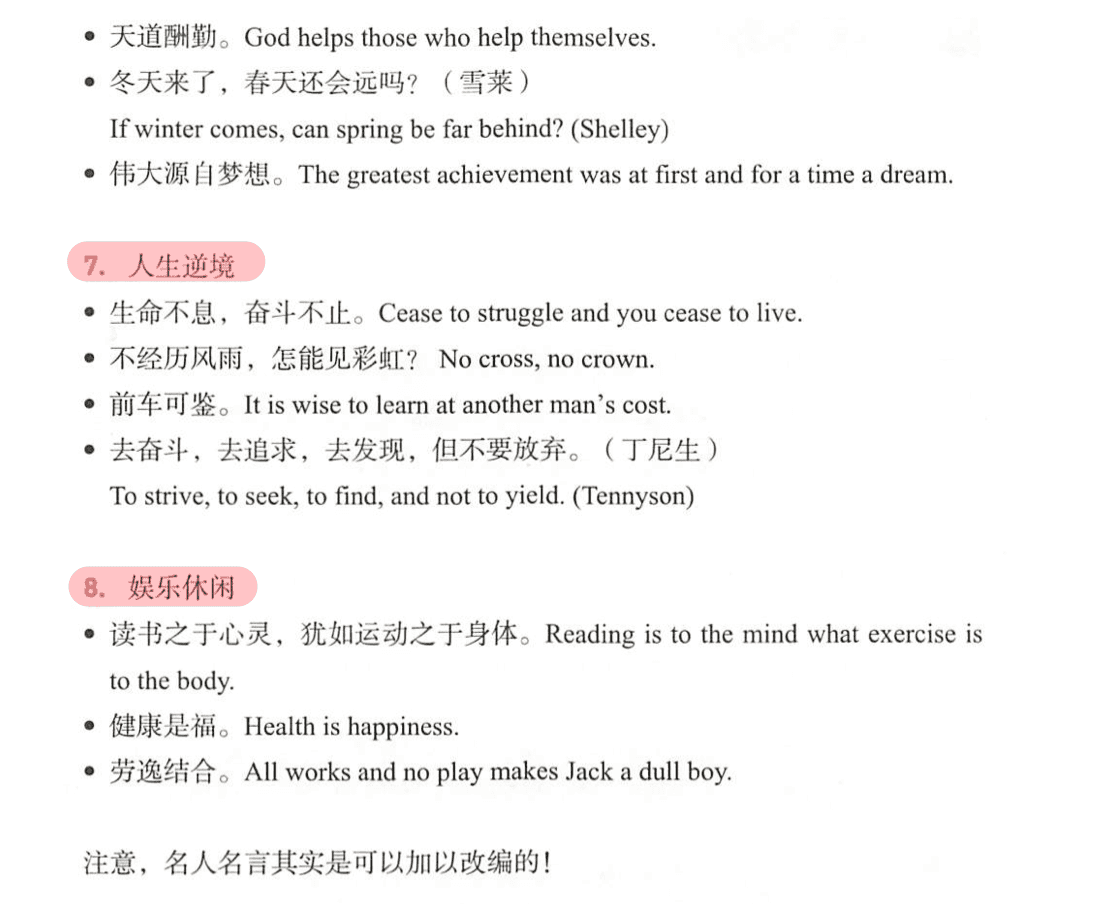 • 天道酬勤。God helps those who help themselves.
• 冬天来了，春天还会远吗？（雪莱）
If winter comes, can spring be far behind? (Shelley)
• 伟大源自梦想。The greatest achievement was at first and for a time a dream.
7. 人生逆境
• 生命不息，奋斗不止。Cease to struggle and you cease to live.
• 不经历风雨，怎能见彩虹？ No cross, no crown.
• 前车可鉴。It is wise to learn at another man’s cost.
• 去奋斗，去追求，去发现，但不要放弃。（丁尼生）
To strive, to seek, to find, and not to yield. (Tennyson)
8. 娱乐休闲
• 读书之于心灵，犹如运动之于身体。Reading is to the mind what exercise is
to the body.
• 健康是福。Health is happiness.
• 劳逸结合。All works and no play makes Jack a dull boy.
注意，名人名言其实是可以加以改编的！